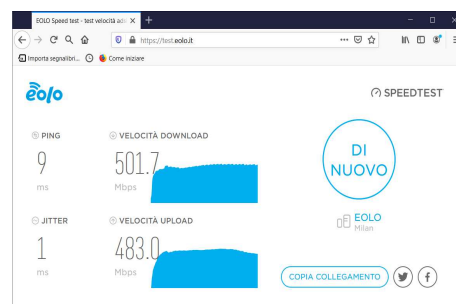 EOLO Speed test - test velocità ads
https://test.eolo.it
Importa segnalibri...
Come iniziare
eolo
SPEEDTEST
PING
9
ms
VELOCITÀ DOWNLOAD
501.7
Mbps
DI
NUOVO
JITTER
1
ms
VELOCITÀ UPLOAD
483.0
Mbps
EOLO
Milan
COPIA COLLEGAMENTO